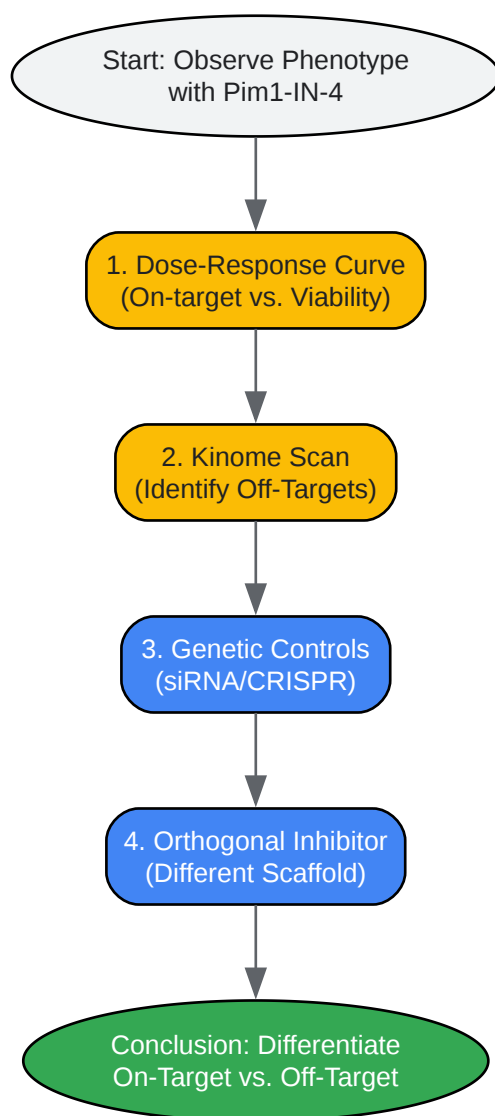 Start: Observe Phenotype
with Pim1-IN-4
1. Dose-Response Curve
(On-target vs. Viability)
2. Kinome Scan
(Identify Off-Targets)
3. Genetic Controls
(siRNA/CRISPR)
4. Orthogonal Inhibitor
(Different Scaffold)
Conclusion: Differentiate
On-Target vs. Off-Target